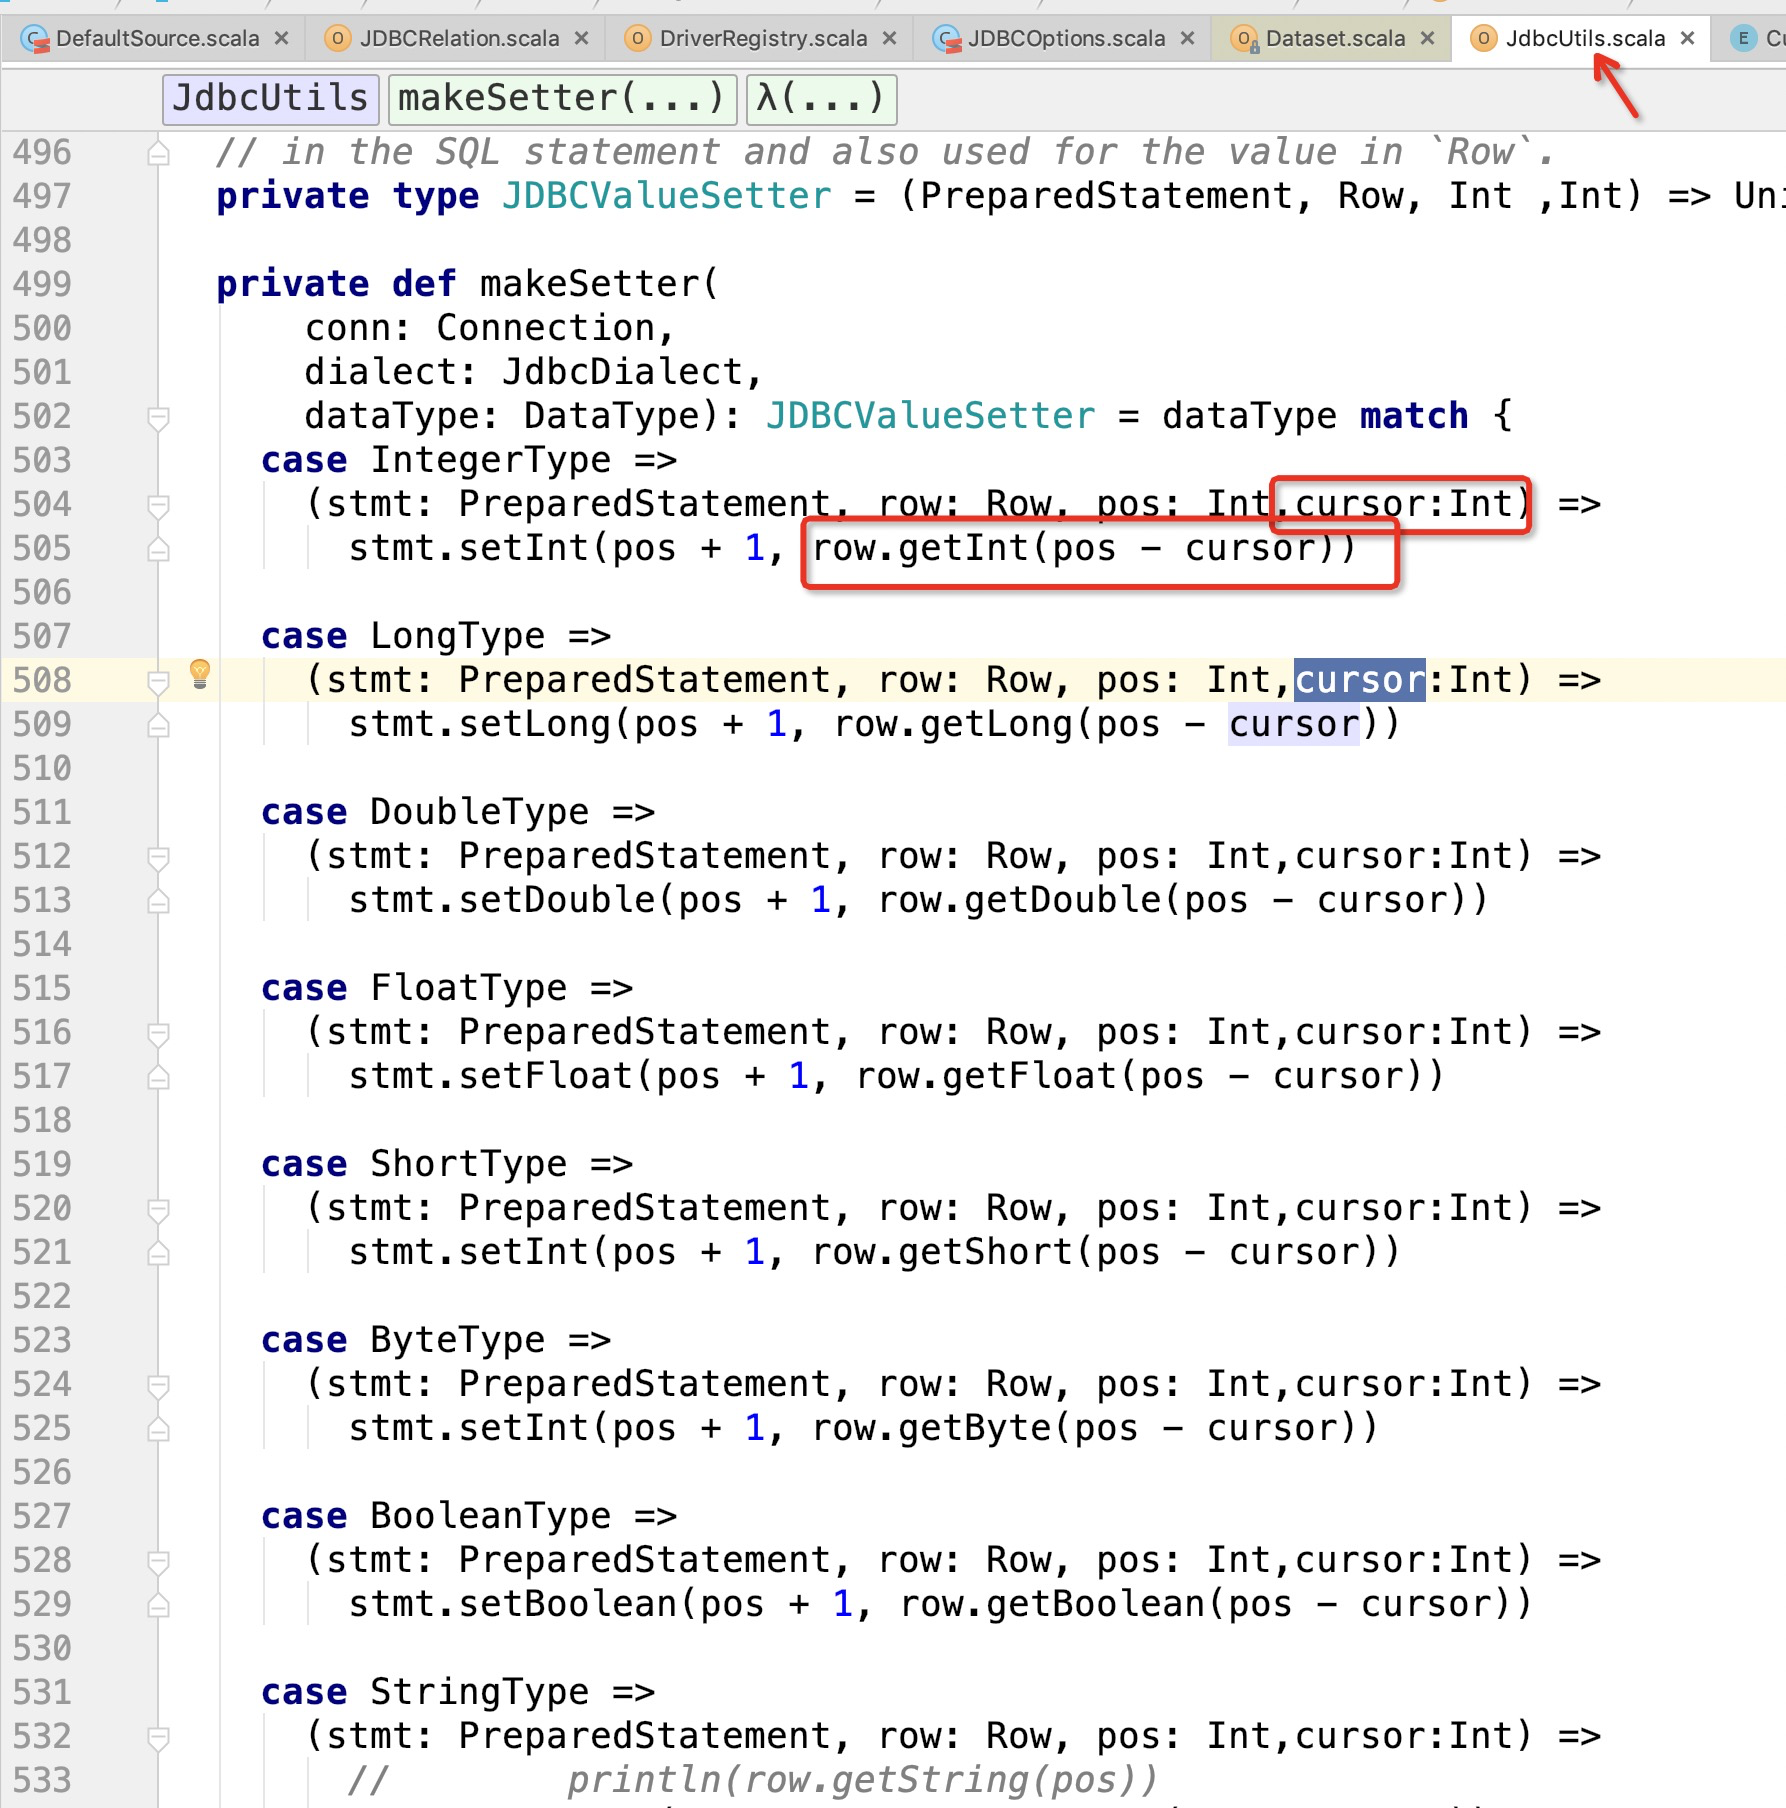 DefaultSource.scala × JDBCRelation.scala × DriverRegistry.scala × JDBCOptions.scala × Dataset.scala × JdbcUtils.scala ×
JdbcUtils makeSetter(...) λ(...)
496 // in the SQL statement and also used for the value in `Row`.
497 private type JDBCValueSetter = (PreparedStatement, Row, Int ,Int) => Uni
498
499 private def makeSetter(
500 conn: Connection,
501 dialect: JdbcDialect,
502 dataType: DataType): JDBCValueSetter = dataType match {
503 case IntegerType =>
504 (stmt: PreparedStatement, row: Row, pos: Int,cursor:Int) =>
505 stmt.setInt(pos + 1, row.getInt(pos - cursor))
506
507 case LongType =>
508 (stmt: PreparedStatement, row: Row, pos: Int,cursor:Int) =>
509 stmt.setLong(pos + 1, row.getLong(pos - cursor))
510
511 case DoubleType =>
512 (stmt: PreparedStatement, row: Row, pos: Int,cursor:Int) =>
513 stmt.setDouble(pos + 1, row.getDouble(pos - cursor))
514
515 case FloatType =>
516 (stmt: PreparedStatement, row: Row, pos: Int,cursor:Int) =>
517 stmt.setFloat(pos + 1, row.getFloat(pos - cursor))
518
519 case ShortType =>
520 (stmt: PreparedStatement, row: Row, pos: Int,cursor:Int) =>
521 stmt.setInt(pos + 1, row.getShort(pos - cursor))
522
523 case ByteType =>
524 (stmt: PreparedStatement, row: Row, pos: Int,cursor:Int) =>
525 stmt.setInt(pos + 1, row.getByte(pos - cursor))
526
527 case BooleanType =>
528 (stmt: PreparedStatement, row: Row, pos: Int,cursor:Int) =>
529 stmt.setBoolean(pos + 1, row.getBoolean(pos - cursor))
530
531 case StringType =>
532 (stmt: PreparedStatement, row: Row, pos: Int,cursor:Int) =>
533 // println(row.getString(pos))